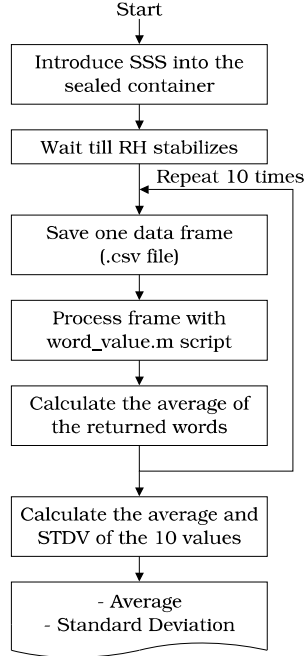 Start
Introduce SSS into the
sealed container
Wait till RH stabilizes
Repeat 10 times
Save one data frame
(.csv file)
Process frame with
word_value.m script
Calculate the average of
the returned words
Calculate the average and
STDV of the 10 values
- Average
- Standard Deviation